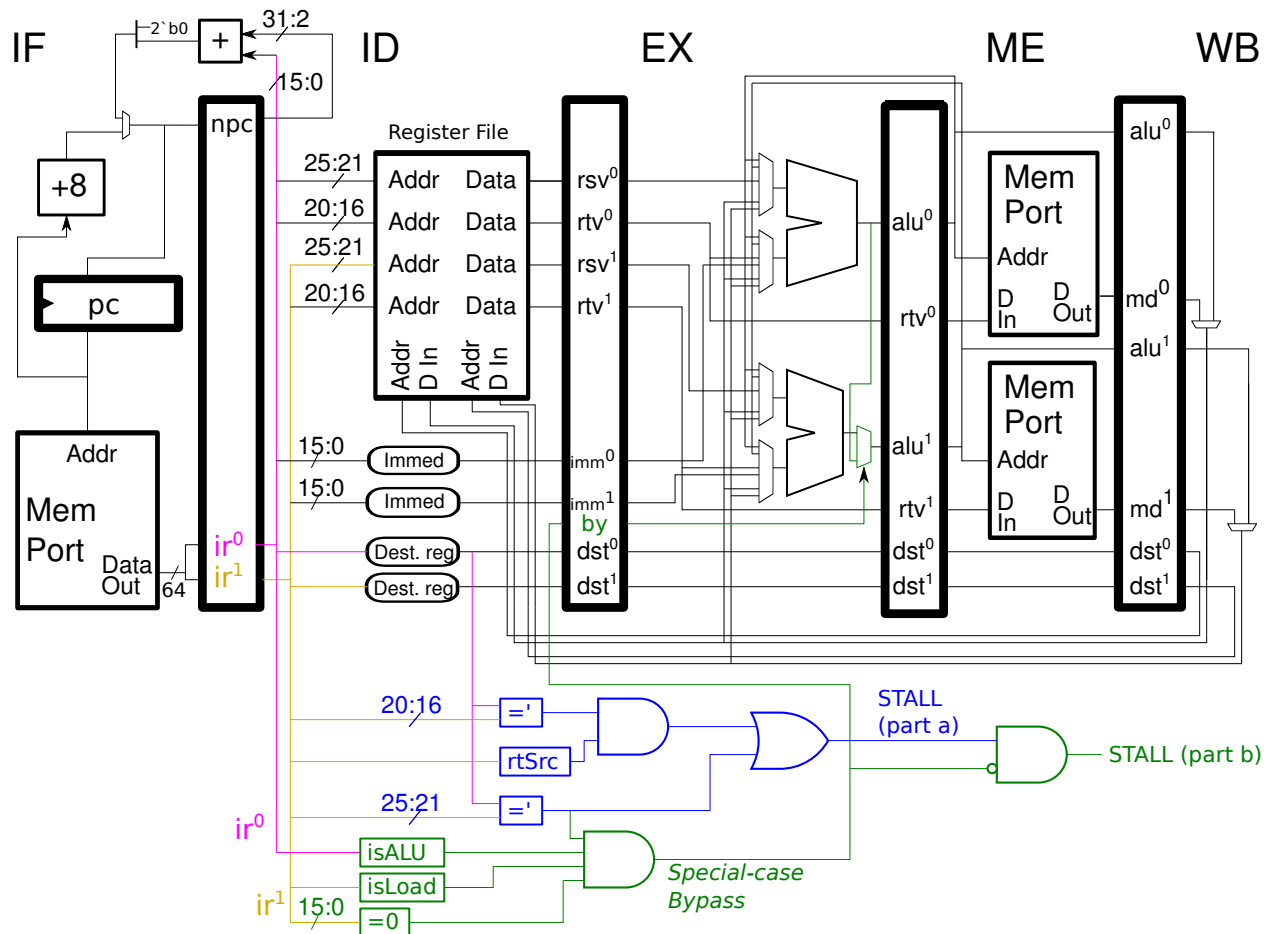 IF
ID
EX
ME
WB
2`b0
+
31:2
15:0
npc
+8
pc
Addr
Mem
Port
Data
Out
64
ir⁰
ir¹
Register File
25:21
Addr
Data
20:16
Addr
Data
25:21
Addr
Data
20:16
Addr
Data
Addr
D In
Addr
D In
15:0
Immed
15:0
Immed
Dest. reg
Dest. reg
rsv⁰
rtv⁰
rsv¹
rtv¹
imm⁰
imm¹
by
dst⁰
dst¹
alu⁰
rtv⁰
alu¹
rtv¹
dst⁰
dst¹
Mem
Port
Addr
D
In
D
Out
Mem
Port
Addr
D
In
D
Out
alu⁰
md⁰
alu¹
md¹
dst⁰
dst¹
20:16
='
rtSrc
25:21
='
STALL
(part a)
STALL (part b)
ir⁰
isALU
isLoad
ir¹
15:0
=0
Special-case
Bypass